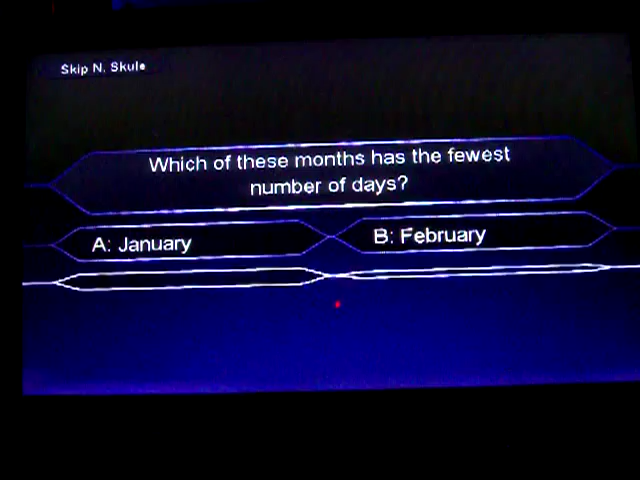 Skip N. Skule
Which of these months has the fewest
number of days?
A: January
B: February